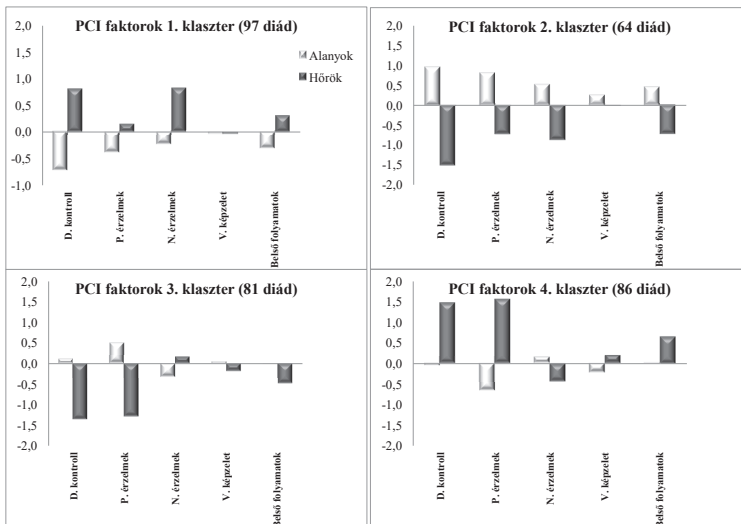 PCI faktorok 1. klaszter (97 diád)
1,5
1,0
0,5
0,0
-0,5
-1,0
Alanyok
Hőrök
D. kontroll
P. érzelmek
N. érzelmek
V. képzelet
Belső folyamatok
PCI faktorok 2. klaszter (64 diád)
2,0
1,5
1,0
0,5
0,0
-0,5
-1,0
-1,5
-2,0
D. kontroll
P. érzelmek
N. érzelmek
V. képzelet
Belső folyamatok
PCI faktorok 3. klaszter (81 diád)
2,0
1,5
1,0
0,5
0,0
-0,5
-1,0
-1,5
-2,0
D. kontroll
P. érzelmek
N. érzelmek
V. képzelet
Belső folyamatok
PCI faktorok 4. klaszter (86 diád)
2,0
1,5
1,0
0,5
0,0
-0,5
-1,0
-1,5
-2,0
D. kontroll
P. érzelmek
N. érzelmek
V. képzelet
Belső folyamatok